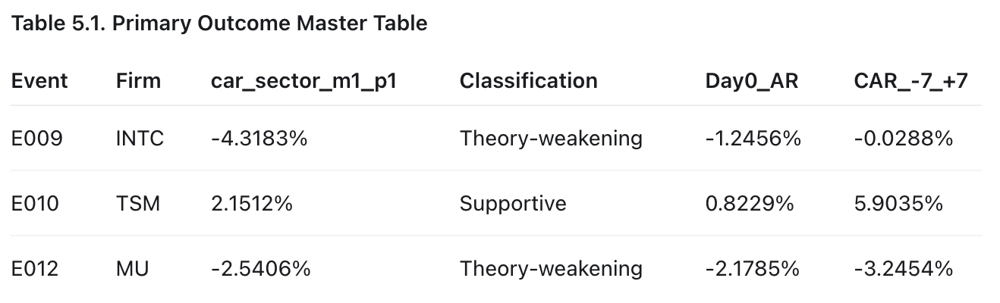 Table 5.1. Primary Outcome Master Table
Event Firm car_sector_m1_p1 Classification Day0_AR CAR_-7_+7
E009 INTC -4.3183% Theory-weakening -1.2456% -0.0288%
E010 TSM 2.1512% Supportive 0.8229% 5.9035%
E012 MU -2.5406% Theory-weakening -2.1785% -3.2454%